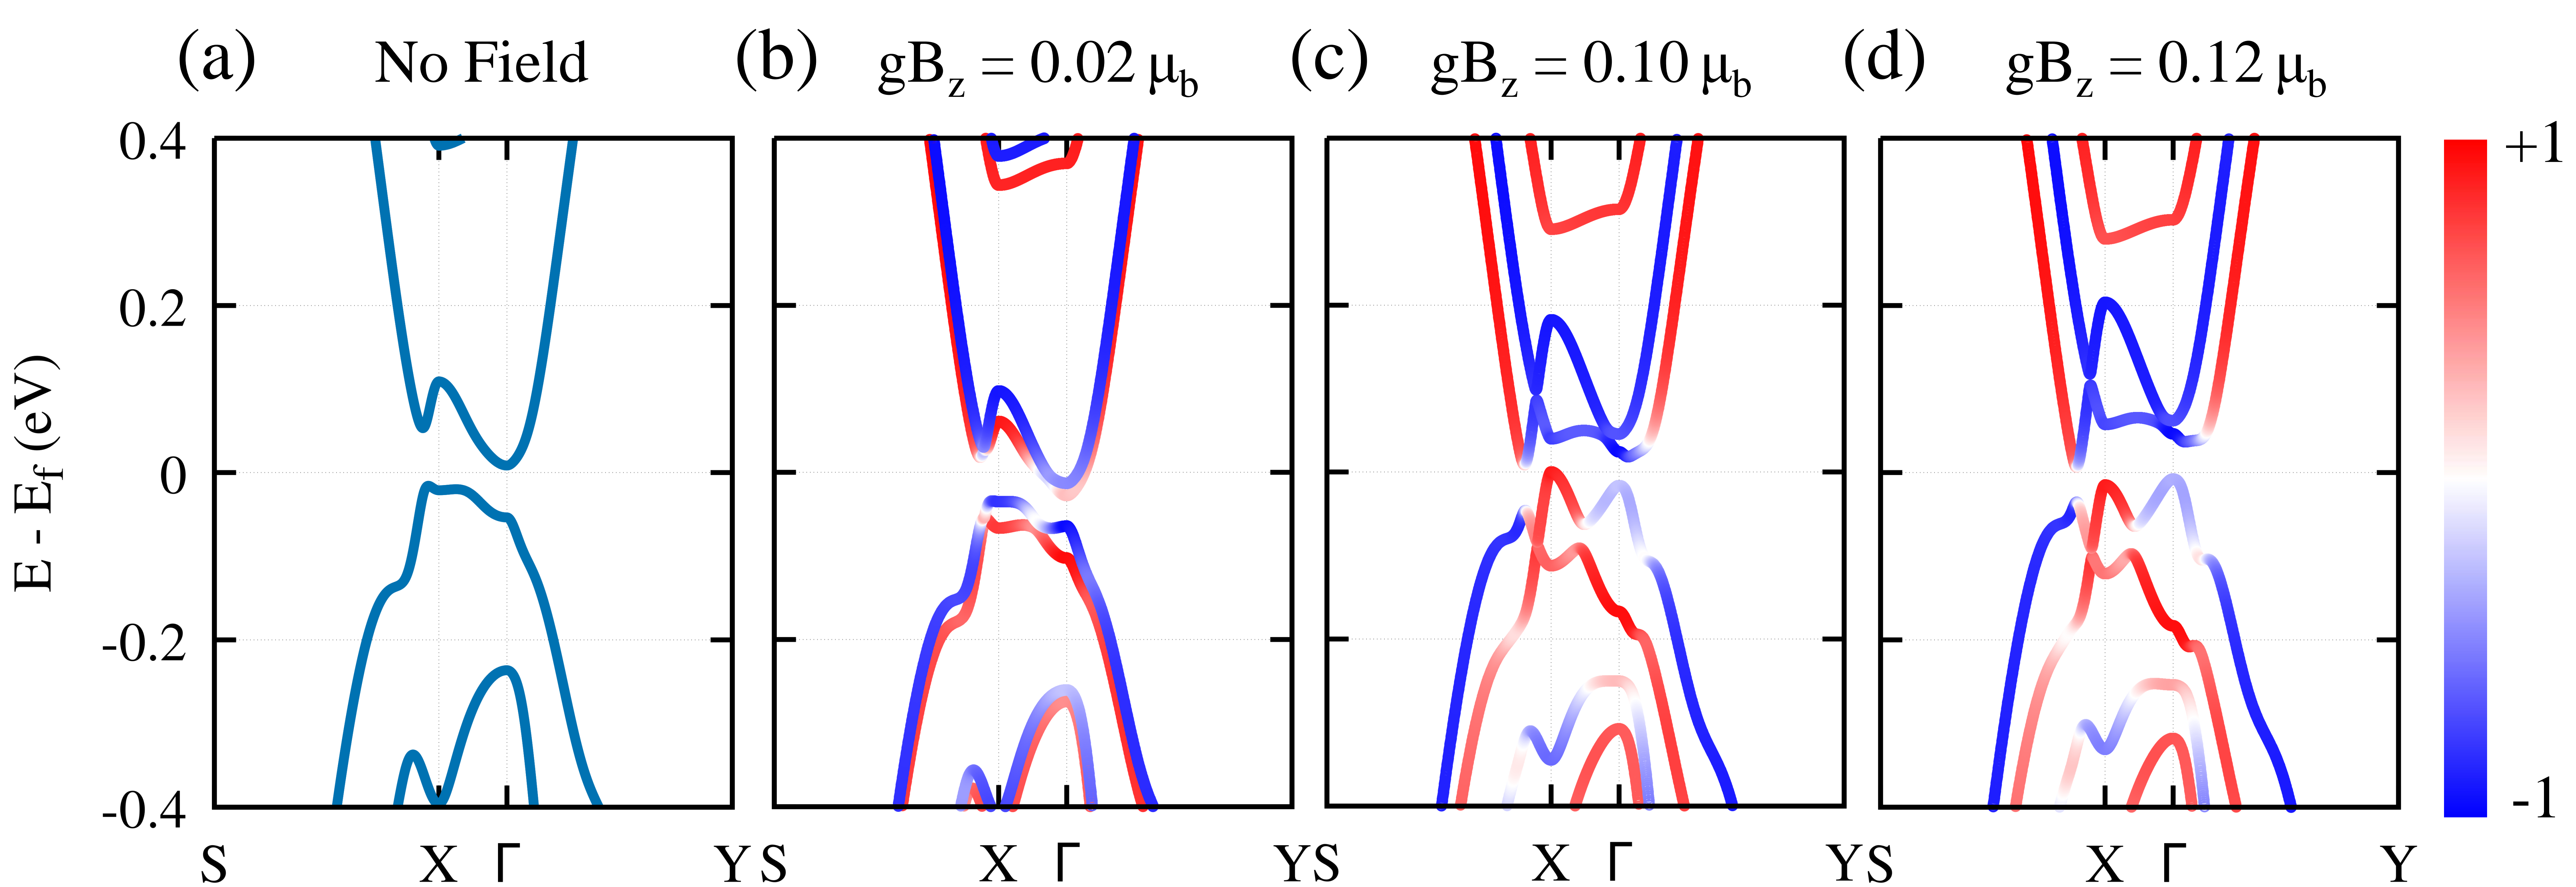 (a) No Field (b) gB_z = 0.02 μ_b (c) gB_z = 0.10 μ_b (d) gB_z = 0.12 μ_b
0.4
0.2
0
-0.2
-0.4
E - E_f (eV)
S X Γ Y S X Γ Y S X Γ Y S X Γ Y
+1
-1